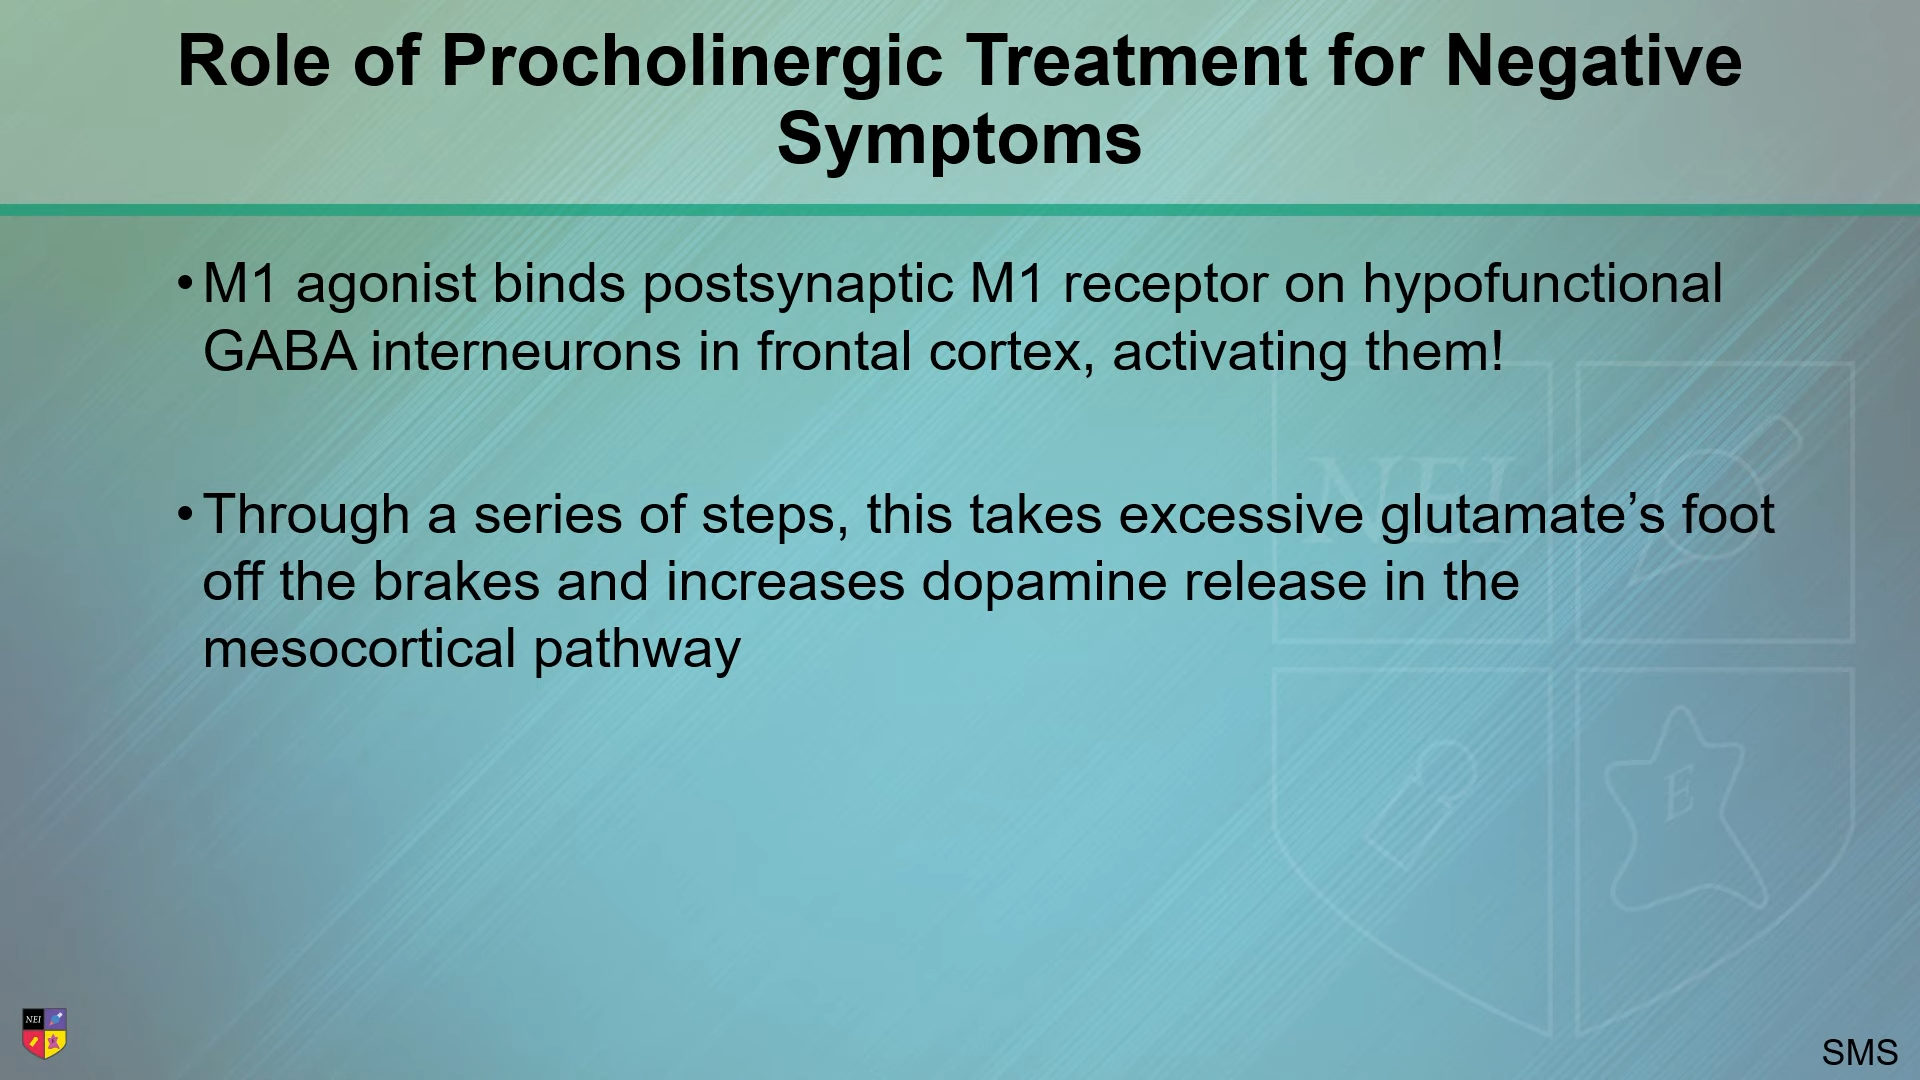 Role of Procholinergic Treatment for Negative
Symptoms
•M1 agonist binds postsynaptic M1 receptor on hypofunctional
GABA interneurons in frontal cortex, activating them!
•Through a series of steps, this takes excessive glutamate’s foot
off the brakes and increases dopamine release in the
mesocortical pathway
NEI
E
NEI
SMS